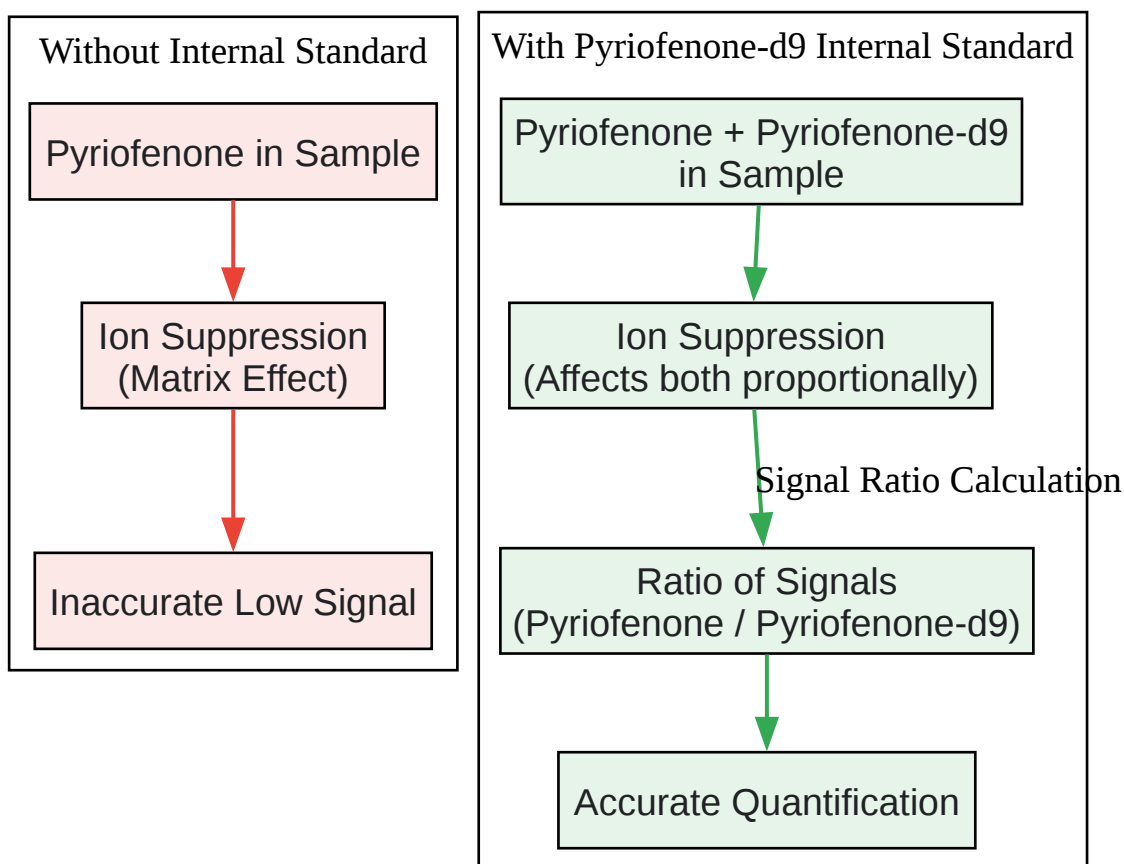 Without Internal Standard
Pyriofenone in Sample
Ion Suppression
(Matrix Effect)
Inaccurate Low Signal
With Pyriofenone-d9 Internal Standard
Pyriofenone + Pyriofenone-d9
in Sample
Ion Suppression
(Affects both proportionally)
Signal Ratio Calculation
Ratio of Signals
(Pyriofenone / Pyriofenone-d9)
Accurate Quantification